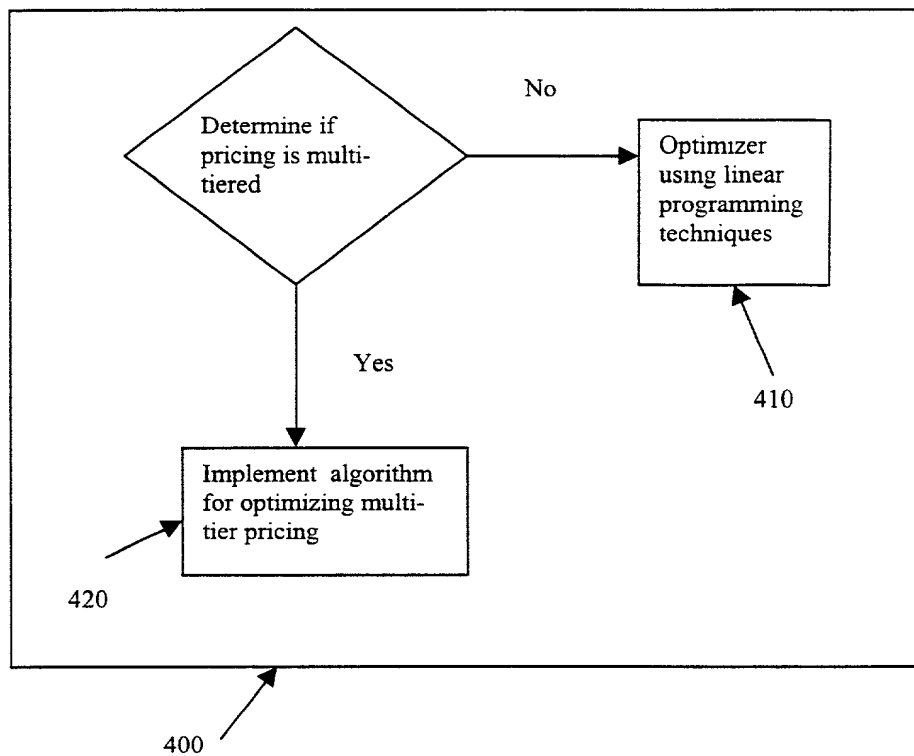 No
Determine if
pricing is multi-
tiered
Optimizer
using linear
programming
techniques
Yes
410
Implement algorithm
for optimizing multi-
tier pricing
420
400